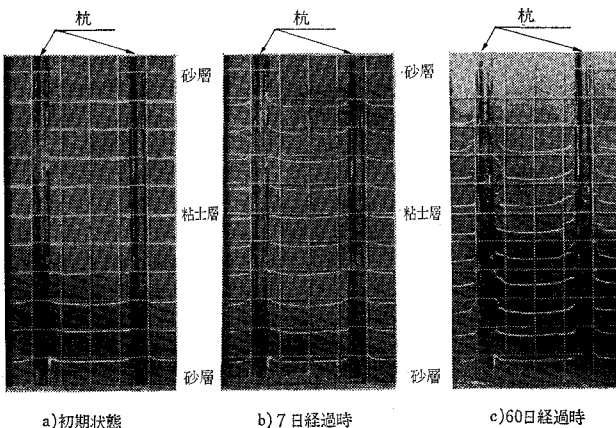 杭
杭
杭
砂層
砂層
粘土層
粘土層
砂層
砂層
a)初期状態
b)7日経過時
c)60日経過時